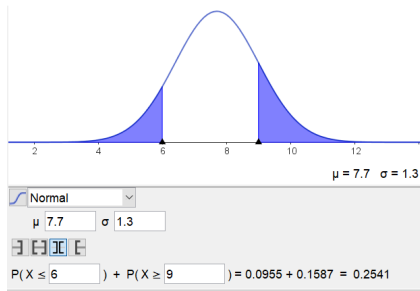 2 4 6 8 10 12
μ = 7.7 σ = 1.3
Normal
μ 7.7 σ 1.3
P( X ≤ 6 ) + P( X ≥ 9 ) = 0.0955 + 0.1587 = 0.2541